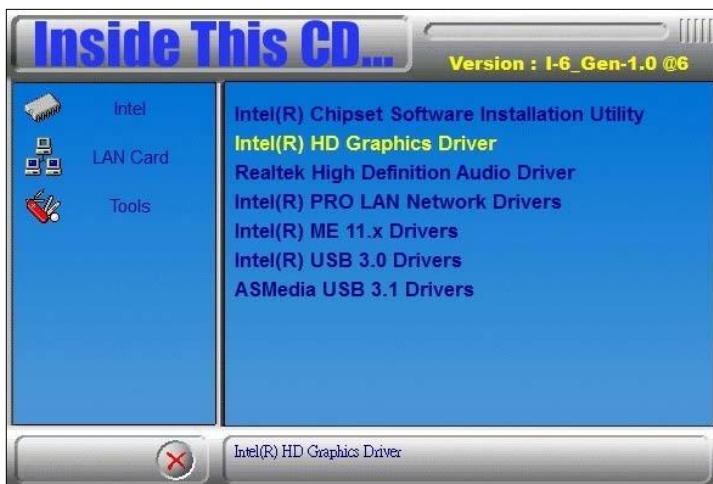 Inside This CD...
Version : I-6_Gen-1.0 @6
Intel
LAN Card
Tools
Intel(R) Chipset Software Installation Utility
Intel(R) HD Graphics Driver
Realtek High Definition Audio Driver
Intel(R) PRO LAN Network Drivers
Intel(R) ME 11.x Drivers
Intel(R) USB 3.0 Drivers
ASMedia USB 3.1 Drivers
Intel(R) HD Graphics Driver